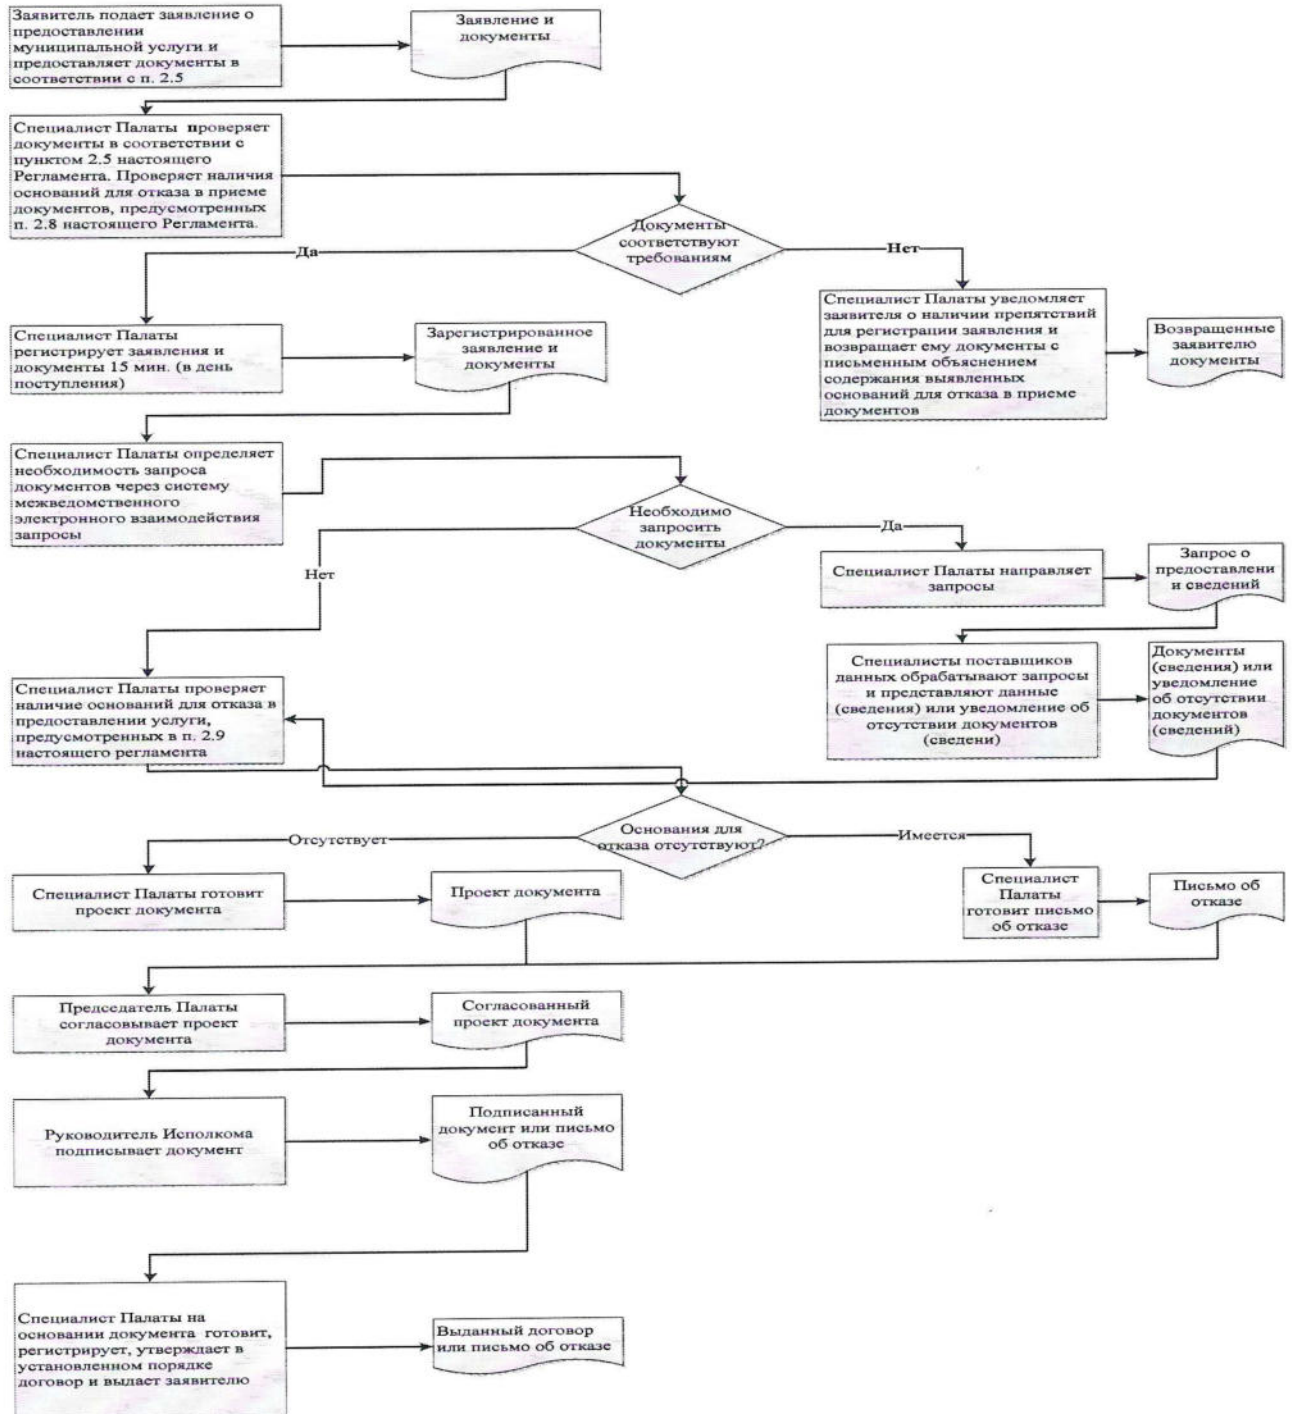 Заявитель подает заявление о
предоставлении
муниципальной услуги и
предоставляет документы в
соответствии с п. 2.5
Заявление и
документы
Специалист Палаты проверяет
документы в соответствии с
пунктом 2.5 настоящего
Регламента. Проверяет наличия
оснований для отказа в приеме
документов, предусмотренных
п. 2.8 настоящего Регламента.
Документы
соответствуют
требованиям
Да
Нет
Специалист Палаты
регистрирует заявления и
документы 15 мин. (в день
поступления)
Зарегистрированное
заявление и
документы
Специалист Палаты уведомляет
заявителя о наличии препятствий
для регистрации заявления и
возвращает ему документы с
письменным объяснением
содержания выявленных
оснований для отказа в приеме
документов
Возвращенные
заявителю
документы
Специалист Палаты определяет
необходимость запроса
документов через систему
межведомственного
электронного взаимодействия
запросы
Необходимо
запросить
документы
Да
Нет
Специалист Палаты направляет
запросы
Запрос о
предоставлени
и сведений
Специалисты поставщиков
данных обрабатывают запросы
и представляют данные
(сведения) или уведомление об
отсутствии документов
(сведени)
Документы
(сведения) или
уведомление
об отсутствии
документов
(сведений)
Специалист Палаты проверяет
наличие оснований для отказа в
предоставлении услуги,
предусмотренных в п. 2.9
настоящего регламента
Основания для
отказа отсутствуют?
Отсутствует
Имеется
Специалист Палаты готовит
проект документа
Проект документа
Специалист
Палаты
готовит письмо
об отказе
Письмо об
отказе
Председатель Палаты
согласовывает проект
документа
Согласованный
проект документа
Руководитель Исполкома
подписывает документ
Подписанный
документ или письмо
об отказе
Специалист Палаты на
основании документа готовит,
регистрирует, утверждает в
установленном порядке
договор и выдает заявителю
Выданный договор
или письмо об отказе